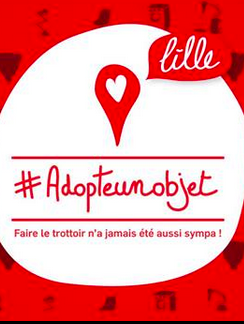 lille
#Adopteunobjet
Faire le trottoir n'a jamais été aussi sympa !